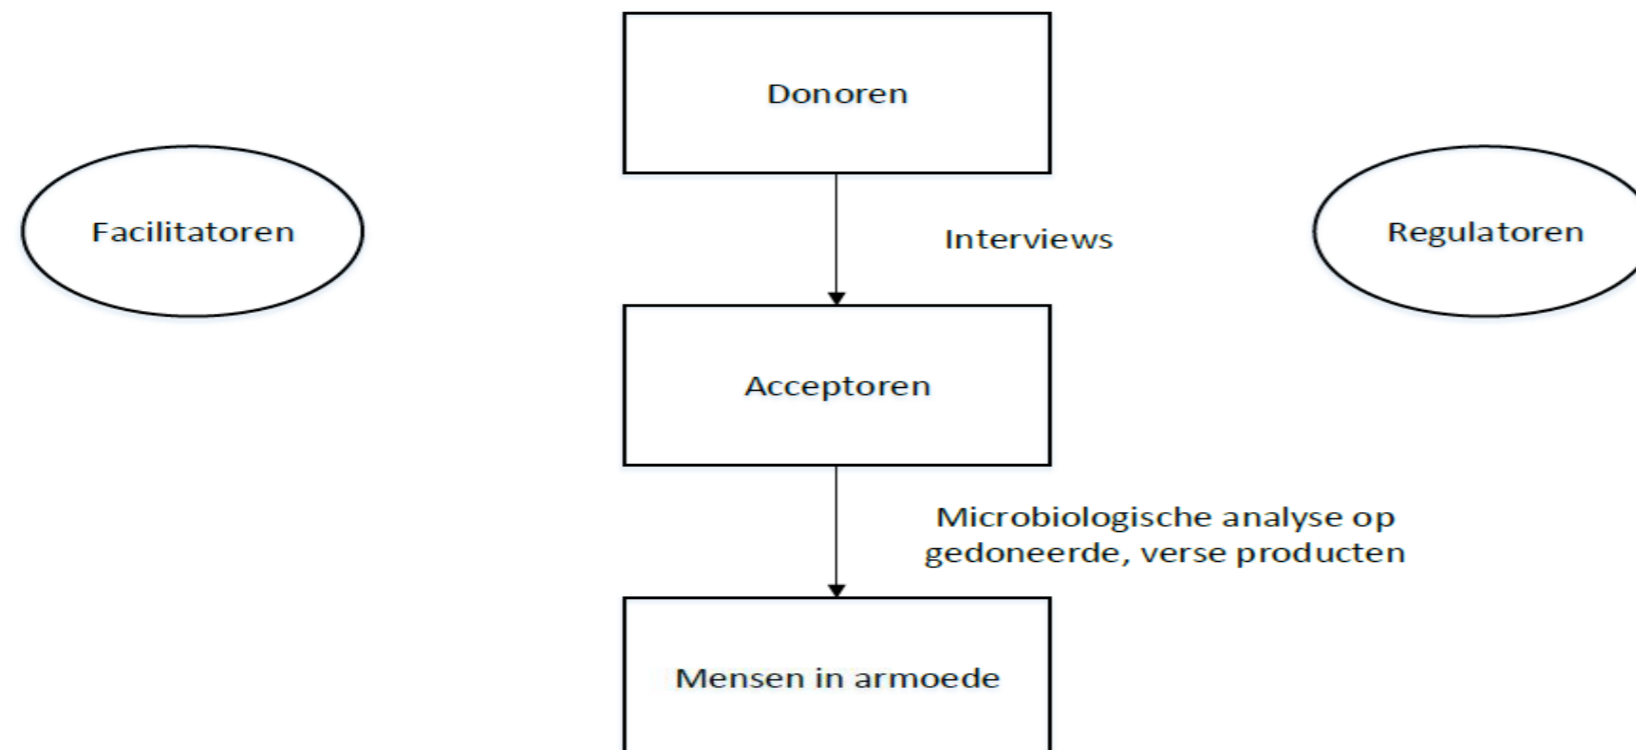 Donoren
Facilitatoren
Interviews
Regulatoren
Acceptoren
Microbiologische analyse op
gedoneerde, verse producten
Mensen in armoede